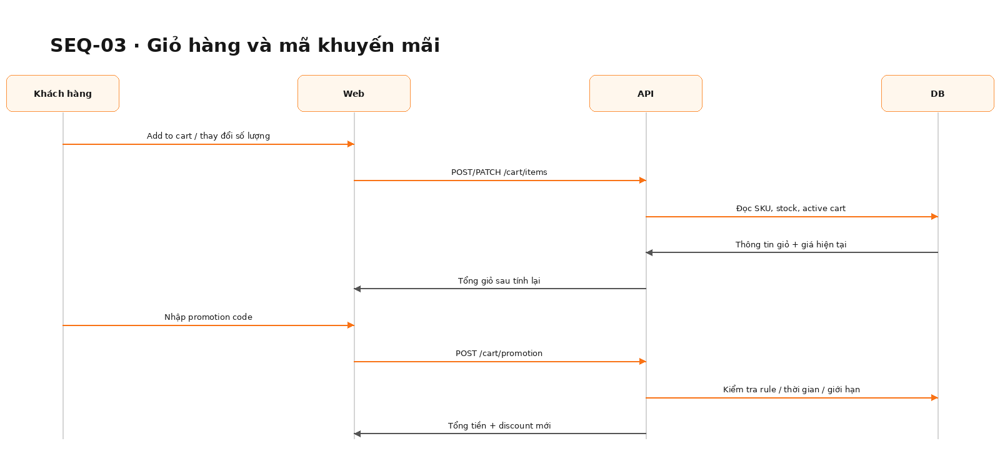 SEQ-03 · Giỏ hàng và mã khuyến mãi
Khách hàng
Web
API
DB
Add to cart / thay đổi số lượng
POST/PATCH /cart/items
Đọc SKU, stock, active cart
Thông tin giỏ + giá hiện tại
Tổng giỏ sau tính lại
Nhập promotion code
POST /cart/promotion
Kiểm tra rule / thời gian / giới hạn
Tổng tiền + discount mới